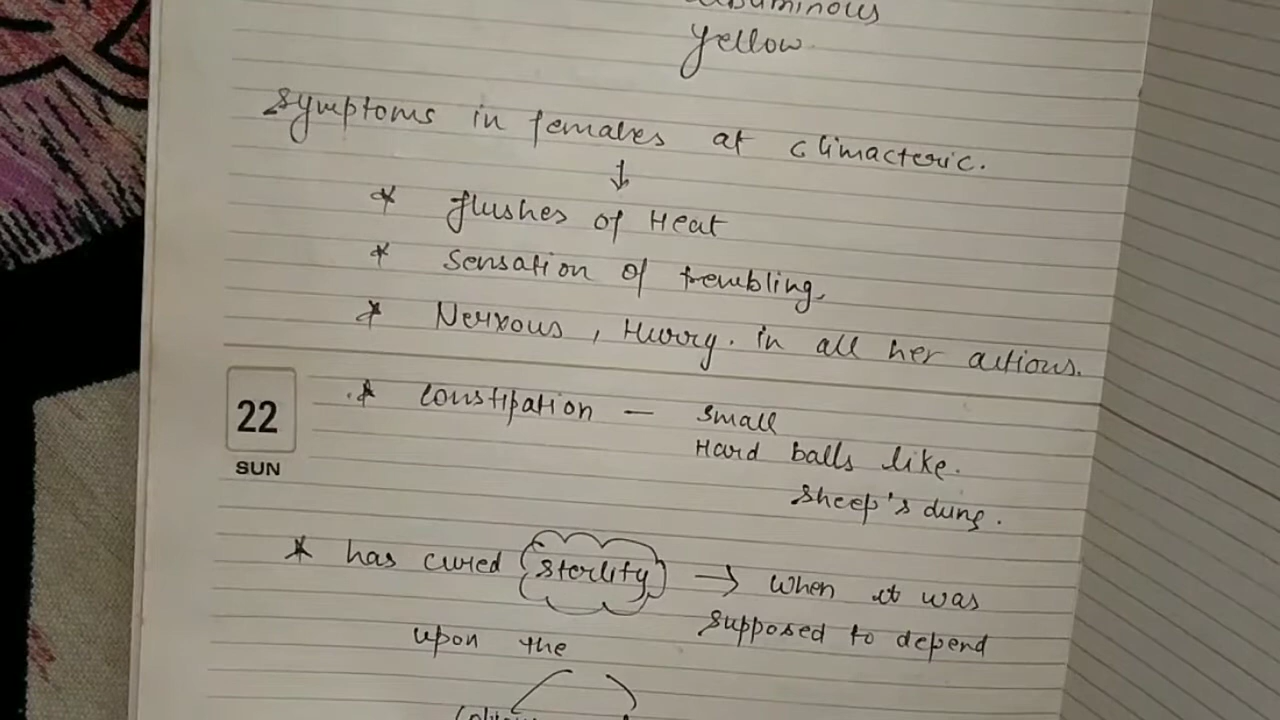 yellow
Symptoms in females at climacteric.
↓
* flushes of Heat
* Sensation of trembling,
* Nervous, Hurry. in all her actions.
22
SUN
* Constipation — Small
Hard balls like.
sheep's dung.
* has cured sterlity → when it was
supposed to depend
upon the